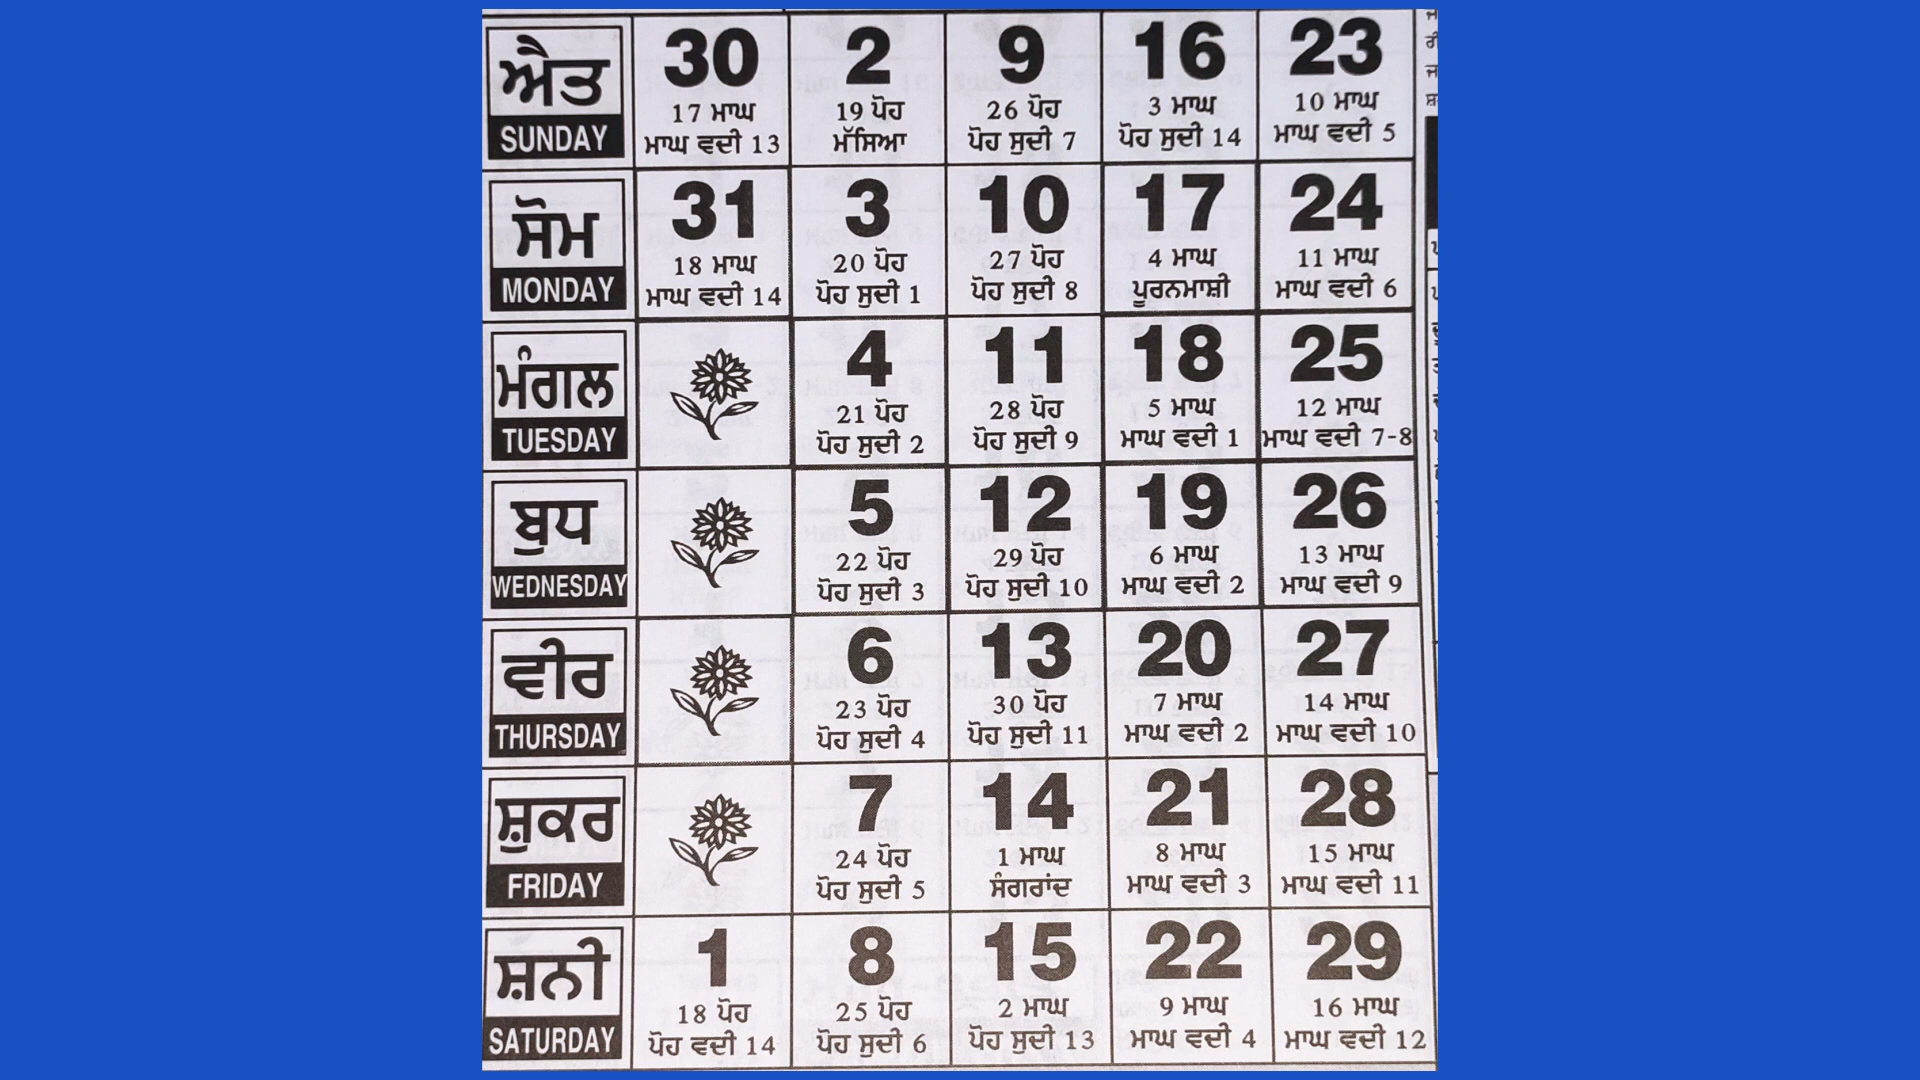 ਐਤ
SUNDAY
30
17 ਮਾਘ
ਮਾਘ ਵਦੀ 13
2
19 ਪੋਹ
ਮੱਸਿਆ
9
26 ਪੋਹ
ਪੋਹ ਸੁਦੀ 7
16
3 ਮਾਘ
ਪੋਹ ਸੁਦੀ 14
23
10 ਮਾਘ
ਮਾਘ ਵਦੀ 5
ਸੋਮ
MONDAY
31
18 ਮਾਘ
ਮਾਘ ਵਦੀ 14
3
20 ਪੋਹ
ਪੋਹ ਸੁਦੀ 1
10
27 ਪੋਹ
ਪੋਹ ਸੁਦੀ 8
17
4 ਮਾਘ
ਪੂਰਨਮਾਸ਼ੀ
24
11 ਮਾਘ
ਮਾਘ ਵਦੀ 6
ਮੰਗਲ
TUESDAY
4
21 ਪੋਹ
ਪੋਹ ਸੁਦੀ 2
11
28 ਪੋਹ
ਪੋਹ ਸੁਦੀ 9
18
5 ਮਾਘ
ਮਾਘ ਵਦੀ 1
25
12 ਮਾਘ
ਮਾਘ ਵਦੀ 7-8
ਬੁਧ
WEDNESDAY
5
22 ਪੋਹ
ਪੋਹ ਸੁਦੀ 3
12
29 ਪੋਹ
ਪੋਹ ਸੁਦੀ 10
19
6 ਮਾਘ
ਮਾਘ ਵਦੀ 2
26
13 ਮਾਘ
ਮਾਘ ਵਦੀ 9
ਵੀਰ
THURSDAY
6
23 ਪੋਹ
ਪੋਹ ਸੁਦੀ 4
13
30 ਪੋਹ
ਪੋਹ ਸੁਦੀ 11
20
7 ਮਾਘ
ਮਾਘ ਵਦੀ 2
27
14 ਮਾਘ
ਮਾਘ ਵਦੀ 10
ਸ਼ੁਕਰ
FRIDAY
7
24 ਪੋਹ
ਪੋਹ ਸੁਦੀ 5
14
1 ਮਾਘ
ਸੰਗਰਾਂਦ
21
8 ਮਾਘ
ਮਾਘ ਵਦੀ 3
28
15 ਮਾਘ
ਮਾਘ ਵਦੀ 11
ਸ਼ਨੀ
SATURDAY
1
18 ਪੋਹ
ਪੋਹ ਵਦੀ 14
8
25 ਪੋਹ
ਪੋਹ ਸੁਦੀ 6
15
2 ਮਾਘ
ਪੋਹ ਸੁਦੀ 13
22
9 ਮਾਘ
ਮਾਘ ਵਦੀ 4
29
16 ਮਾਘ
ਮਾਘ ਵਦੀ 12